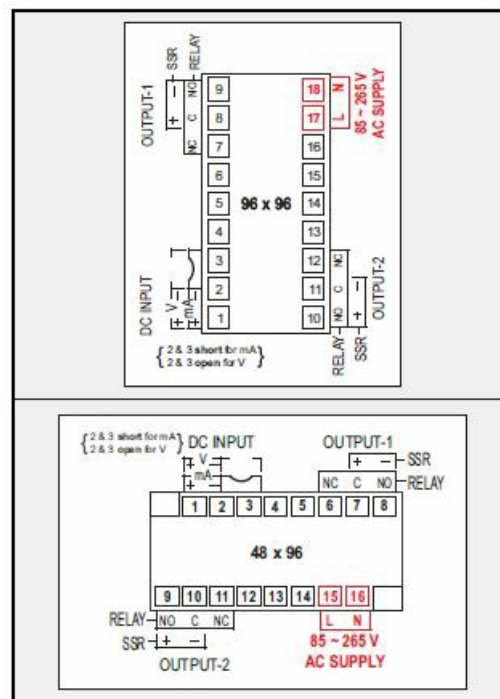 SSR
RELAY
OUTPUT-1
- NO
+ C
NC
9
8
7
6
5
4
3
2
1
96 x 96
18
17
16
15
14
13
12
11
10
N
L
85 ~ 265 V
AC SUPPLY
DC INPUT
V
mA
+ -
+ -
{ 2 & 3 short for mA }
{ 2 & 3 open for V }
NC
C -
NO +
RELAY
SSR
OUTPUT-2
{ 2 & 3 short for mA }
{ 2 & 3 open for V }
DC INPUT
OUTPUT-1
+ V -
+ mA -
+ - SSR
NC C NO RELAY
1 2 3 4 5 6 7 8
48 x 96
9 10 11 12 13 14 15 16
RELAY NO C NC
L N
SSR + -
85 ~ 265 V
OUTPUT-2
AC SUPPLY